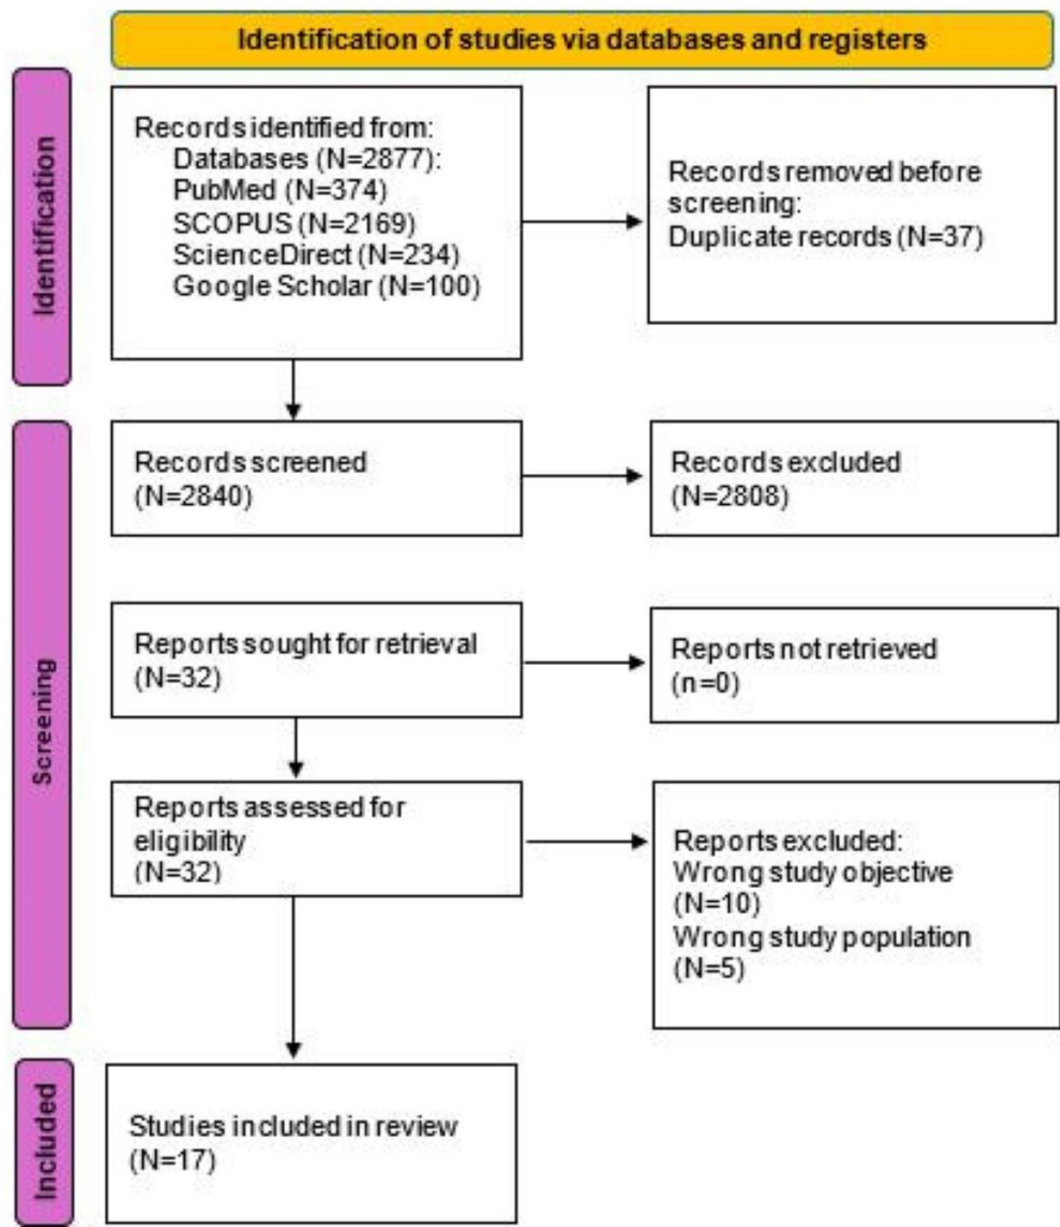 Identification of studies via databases and registers
Identification
Records identified from:
Databases (N=2877):
PubMed (N=374)
SCOPUS (N=2169)
ScienceDirect (N=234)
Google Scholar (N=100)
Records removed before
screening:
Duplicate records (N=37)
Screening
Records screened
(N=2840)
Records excluded
(N=2808)
Reports sought for retrieval
(N=32)
Reports not retrieved
(n=0)
Reports assessed for
eligibility
(N=32)
Reports excluded:
Wrong study objective
(N=10)
Wrong study population
(N=5)
Included
Studies included in review
(N=17)